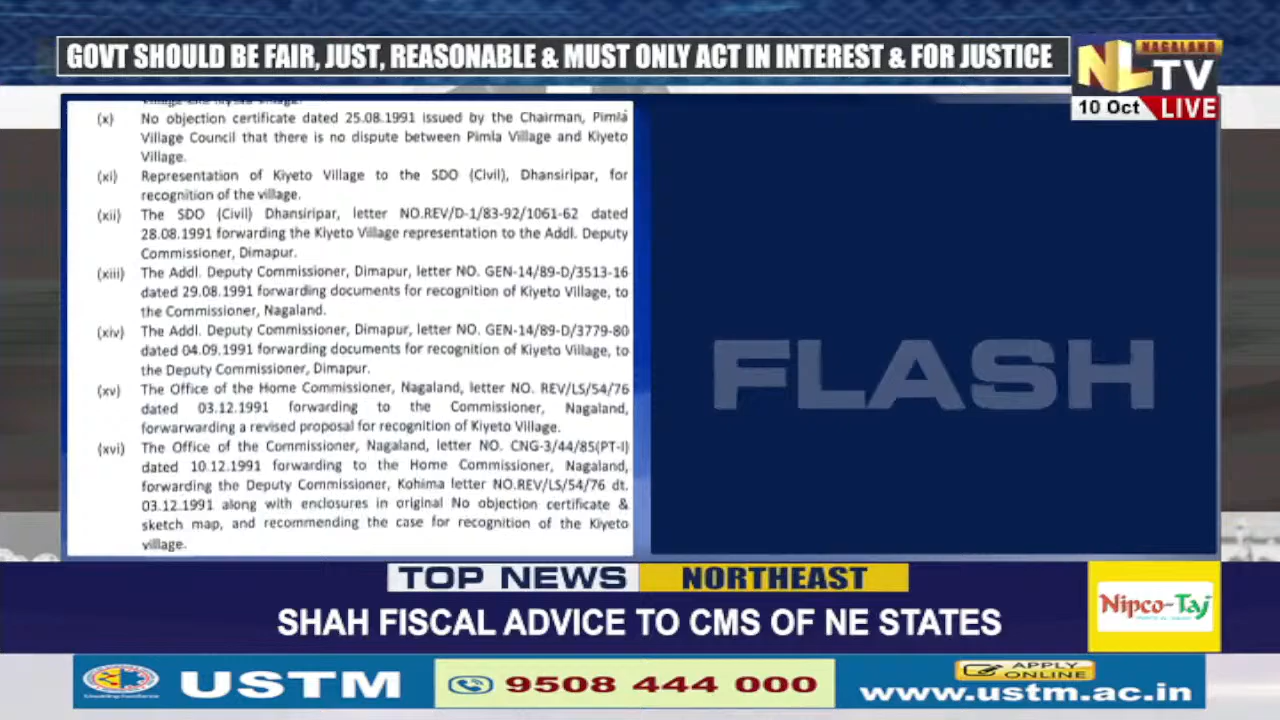 GOVT SHOULD BE FAIR, JUST, REASONABLE & MUST ONLY ACT IN INTEREST & FOR JUSTICE
NAGALAND
NLTV
10 Oct LIVE
(x) No objection certificate dated 25.08.1991 issued by the Chairman, Pimla
Village Council that there is no dispute between Pimla Village and Kiyeto
Village.
(xi) Representation of Kiyeto Village to the SDO (Civil), Dhansiripar, for
recognition of the village.
(xii) The SDO (Civil) Dhansiripar, letter NO.REV/D-1/83-92/1061-62 dated
28.08.1991 forwarding the Kiyeto Village representation to the Addl. Deputy
Commissioner, Dimapur.
(xiii) The Addl. Deputy Commissioner, Dimapur, letter NO. GEN-14/89-D/3513-16
dated 29.08.1991 forwarding documents for recognition of Kiyeto Village, to
the Commissioner, Nagaland.
(xiv) The Addl. Deputy Commissioner, Dimapur, letter NO. GEN-14/89-D/3779-80
dated 04.09.1991 forwarding documents for recognition of Kiyeto Village, to
the Deputy Commissioner, Dimapur.
(xv) The Office of the Home Commissioner, Nagaland, letter NO. REV/LS/54/76
dated 03.12.1991 forwarding to the Commissioner, Nagaland,
forwarwarding a revised proposal for recognition of Kiyeto Village.
(xvi) The Office of the Commissioner, Nagaland, letter NO. CNG-3/44/85(PT-I)
dated 10.12.1991 forwarding to the Home Commissioner, Nagaland,
forwarding the Deputy Commissioner, Kohima letter NO.REV/LS/54/76 dt.
03.12.1991 along with enclosures in original No objection certificate &
sketch map, and recommending the case for recognition of the Kiyeto
village.
FLASH
TOP NEWS NORTHEAST
SHAH FISCAL ADVICE TO CMS OF NE STATES
Nipco-Taj
USTM
9508 444 000
APPLY ONLINE
www.ustm.ac.in